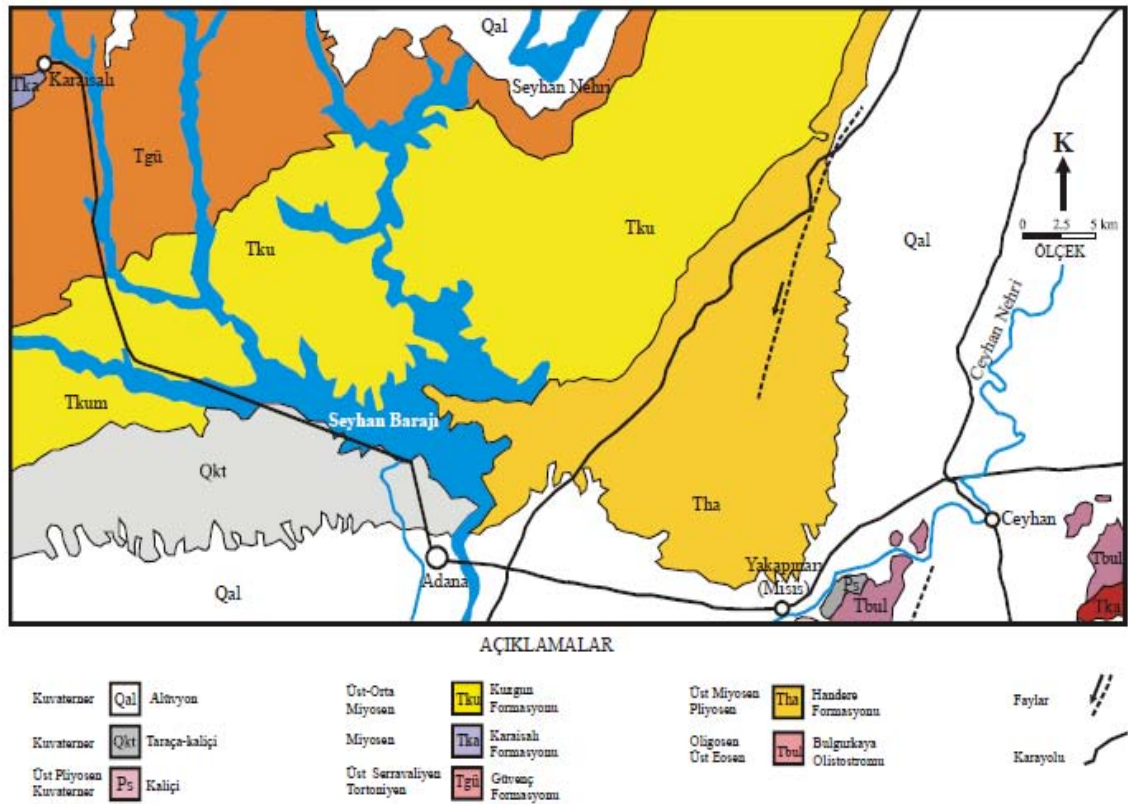 Qal
Karaisalı
Tka
Seyhan Nehri
Tgü
K
Tku
Tku
Qal
0 2.5 5 km
ÖLÇEK
Ceyhan Nehri
Tkum
Seyhan Barajı
Qkt
Tha
Ceyhan
Adana
Yakapınarı
(Misis)
Ps
Tbul
Tbul
Tka
Qal
AÇIKLAMALAR
Kuvaterner Qal Alüvyon
Kuvaterner Qkt Taraça-kaliçi
Üst Pliyosen
Kuvaterner Ps Kaliçi
Üst-Orta
Miyosen Tku Kuzgun
Formasyonu
Miyosen Tka Karaisalı
Formasyonu
Üst Serravaliyen
Tortoniyen Tgü Güvenç
Formasyonu
Üst Miyosen
Pliyosen Tha Handere
Formasyonu
Oligosen
Üst Eosen Tbul Bulgurkaya
Olistostromu
Faylar
Karayolu